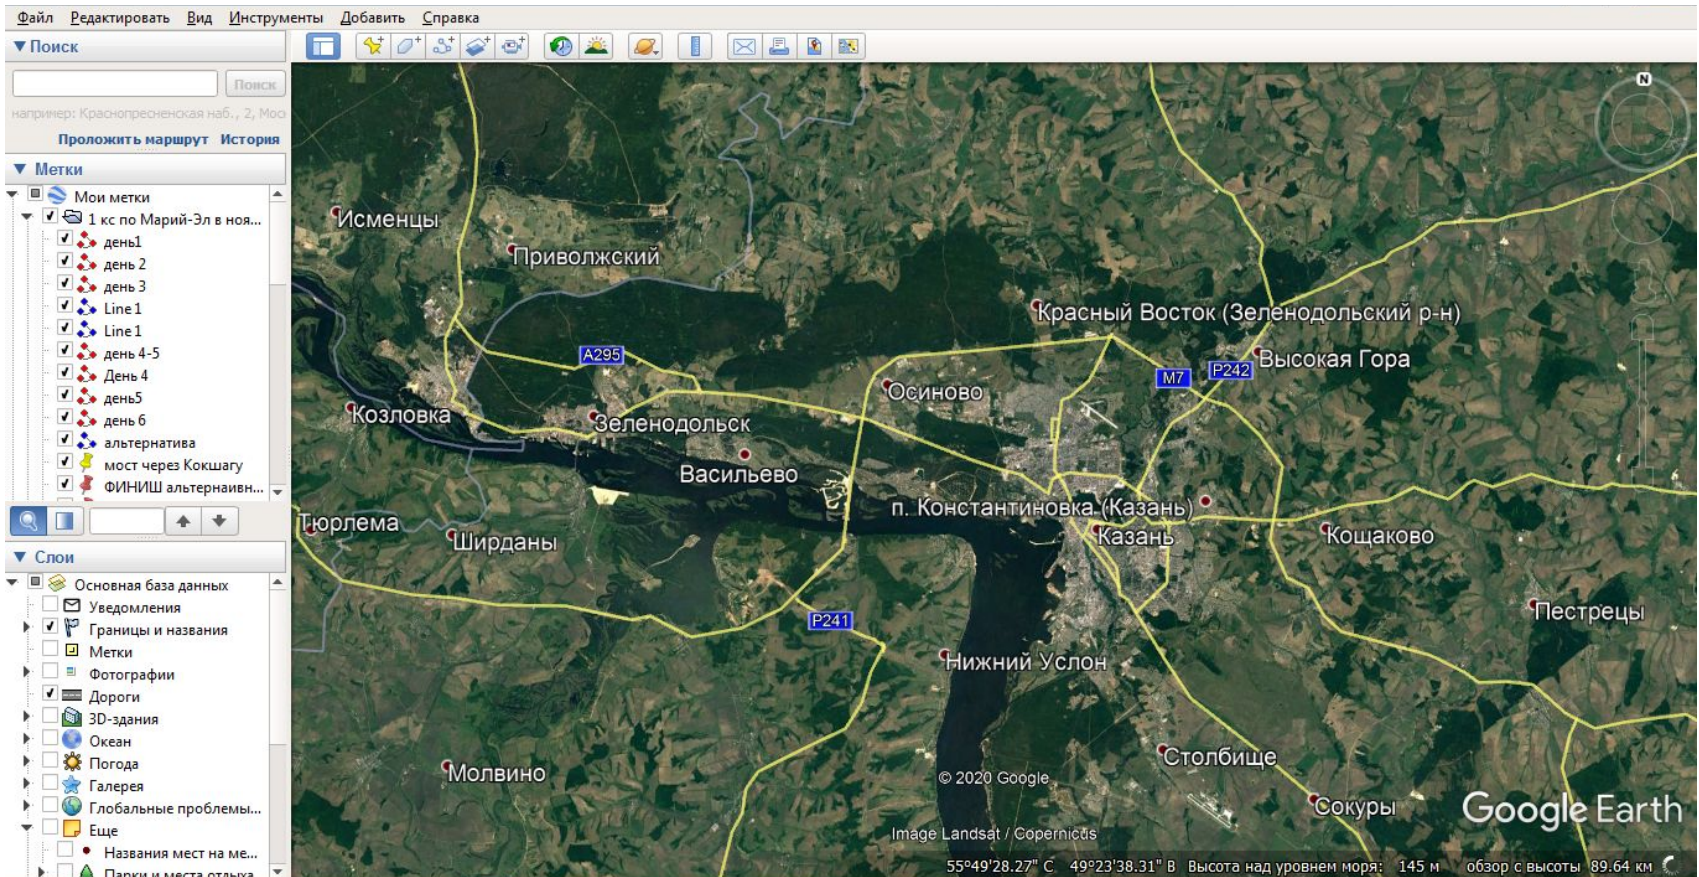 Файл Редактировать Вид Инструменты Добавить Справка
Поиск
Поиск
например: Краснопресненская наб., 2, Мос
Проложить маршрут История
Метки
Мои метки
1 кс по Марий-Эл в ноя...
день1
день 2
день 3
Line 1
Line 1
день 4-5
День 4
день5
день 6
альтернатива
мост через Кокшагу
ФИНИШ альтернаивн...
Слои
Основная база данных
Уведомления
Границы и названия
Метки
Фотографии
Дороги
3D-здания
Океан
Погода
Галерея
Глобальные проблемы...
Еще
Названия мест на ме...
Парки и места отдыха
N
Исменцы
Приволжский
Красный Восток (Зеленодольский р-н)
A295
Высокая Гора
P242
M7
Осиново
Козловка
Зеленодольск
Васильево
п. Константиновка (Казань)
Тюрлема
Ширданы
Казань
Кощаково
P241
Пестрецы
Нижний Услон
Столбище
Молвино
© 2020 Google
Сокуры
Google Earth
Image Landsat / Copernicus
55°49'28.27" С 49°23'38.31" В Высота над уровнем моря: 145 м обзор с высоты 89.64 км